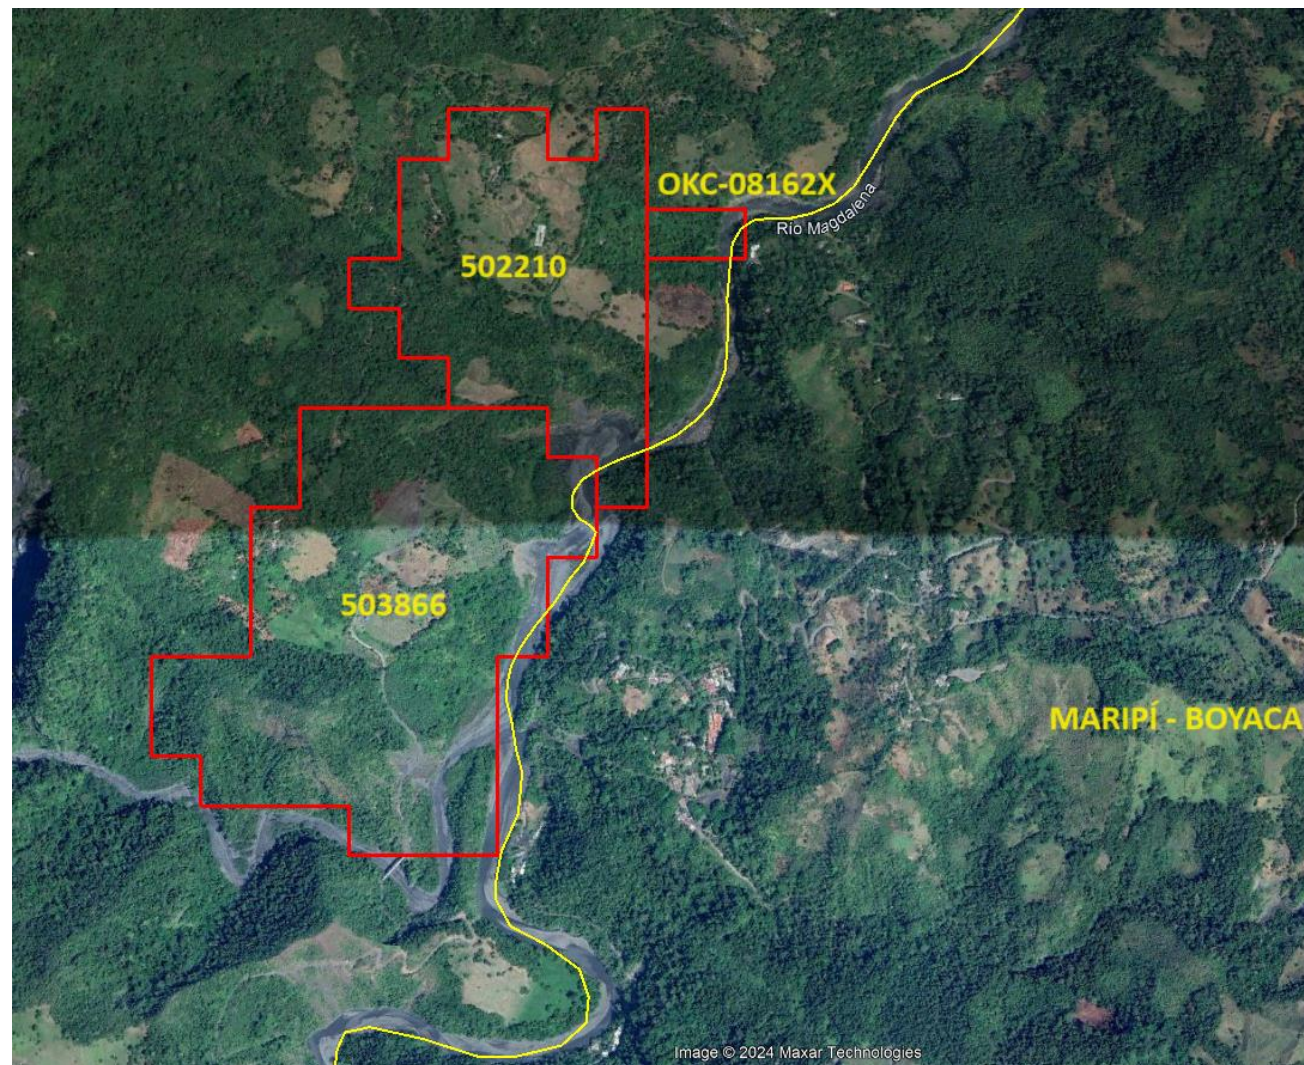 OKC-08162X
Río Magdalena
502210
503866
MARIPÍ - BOYACA
Image © 2024 Maxar Technologies